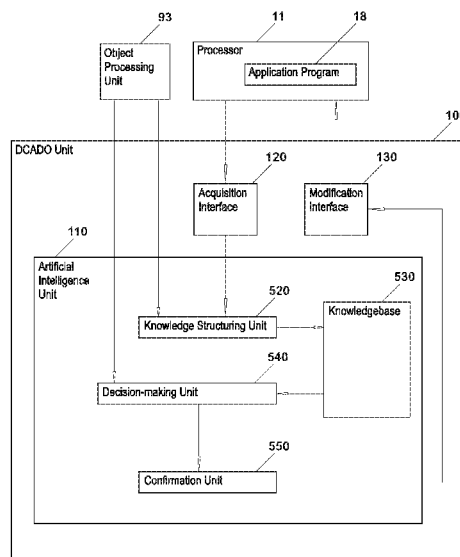 93
11
18
Object
Processing
Unit
Processor
Application Program
10
DCADO Unit
120
130
Acquisition
Interface
Modification
Interface
110
Artificial
Intelligence
Unit
520
530
Knowledge Structuring Unit
Knowledgebase
540
Decision-making Unit
550
Confirmation Unit